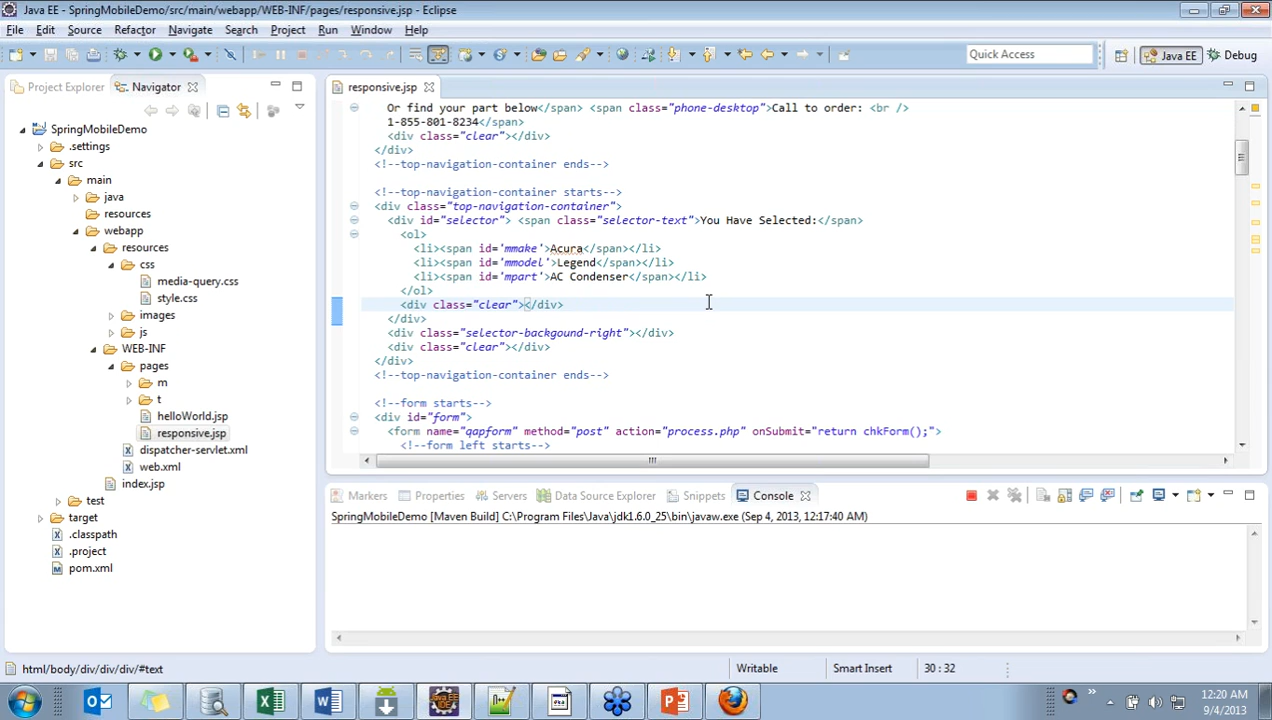 Java EE - SpringMobileDemo/src/main/webapp/WEB-INF/pages/responsive.jsp - Eclipse
File Edit Source Refactor Navigate Search Project Run Window Help
Quick Access
Java EE
Debug
Project Explorer
Navigator
responsive.jsp
SpringMobileDemo
.settings
src
main
java
resources
webapp
resources
css
media-query.css
style.css
images
js
WEB-INF
pages
m
t
helloWorld.jsp
responsive.jsp
dispatcher-servlet.xml
web.xml
index.jsp
test
target
.classpath
.project
pom.xml
Or find your part below</span> <span class="phone-desktop">Call to order: <br />
1-855-801-8234</span>
<div class="clear"></div>
</div>
<!--top-navigation-container ends-->
<!--top-navigation-container starts-->
<div class="top-navigation-container">
<div id="selector"> <span class="selector-text">You Have Selected:</span>
<ol>
<li><span id='mmake'>Acura</span></li>
<li><span id='mmodel'>Legend</span></li>
<li><span id='mpart'>AC Condenser</span></li>
</ol>
<div class="clear"></div>
</div>
<div class="selector-backgound-right"></div>
<div class="clear"></div>
</div>
<!--top-navigation-container ends-->
<!--form starts-->
<div id="form">
<form name="qapform" method="post" action="process.php" onSubmit="return chkForm();">
<!--form left starts-->
Markers Properties Servers Data Source Explorer Snippets Console
SpringMobileDemo [Maven Build] C:\Program Files\Java\jdk1.6.0_25\bin\javaw.exe (Sep 4, 2013, 12:17:40 AM)
html/body/div/div/div/#text
Writable
Smart Insert
30 : 32
12:20 AM
9/4/2013